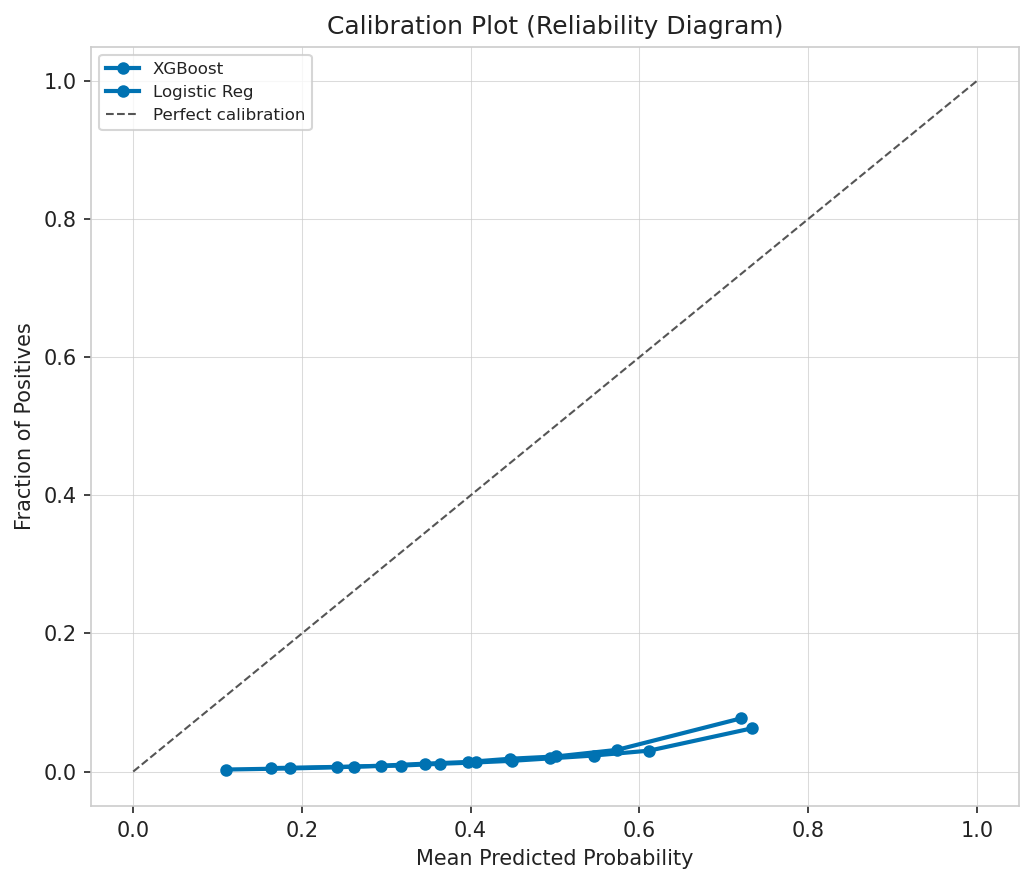 Calibration Plot (Reliability Diagram)
XGBoost
Logistic Reg
Perfect calibration
Fraction of Positives
1.0
0.8
0.6
0.4
0.2
0.0
0.0 0.2 0.4 0.6 0.8 1.0
Mean Predicted Probability